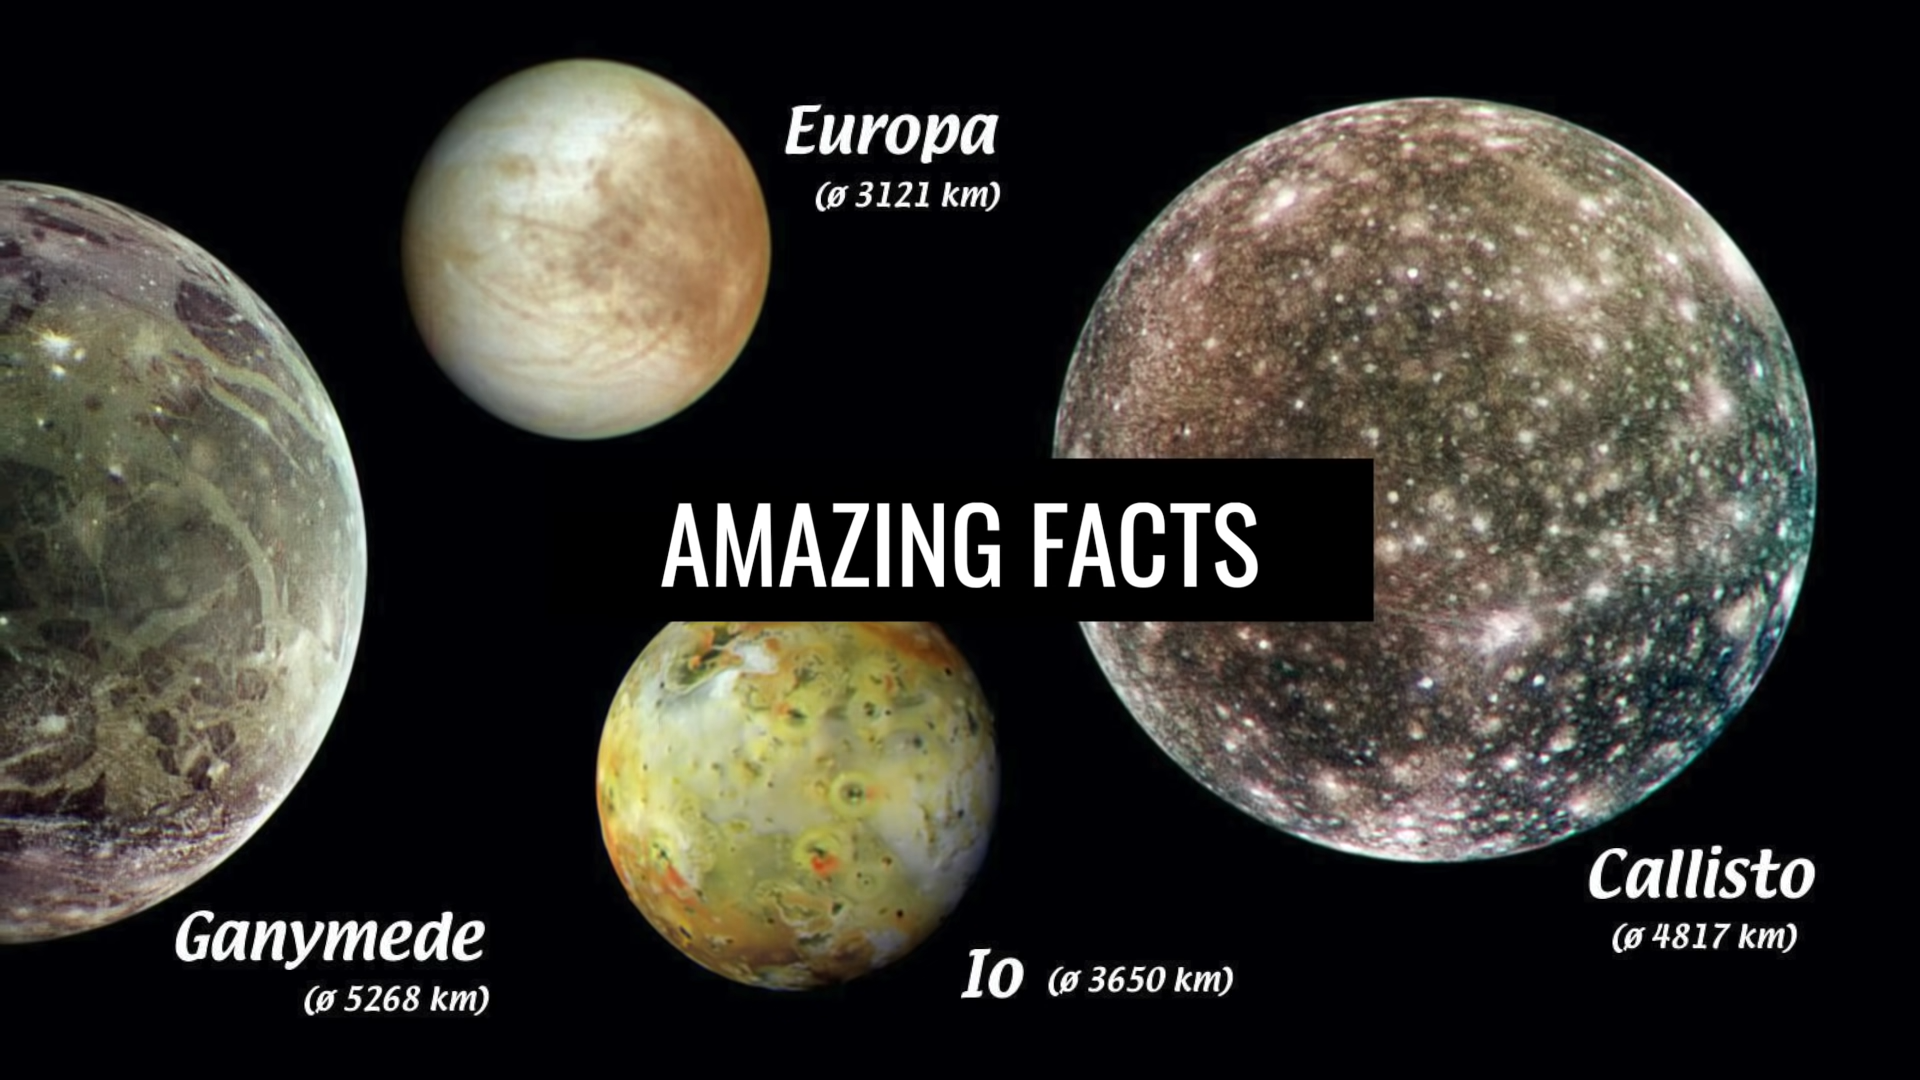 Europa
(ø 3121 km)
AMAZING FACTS
Callisto
(ø 4817 km)
Ganymede
(ø 5268 km)
Io (ø 3650 km)